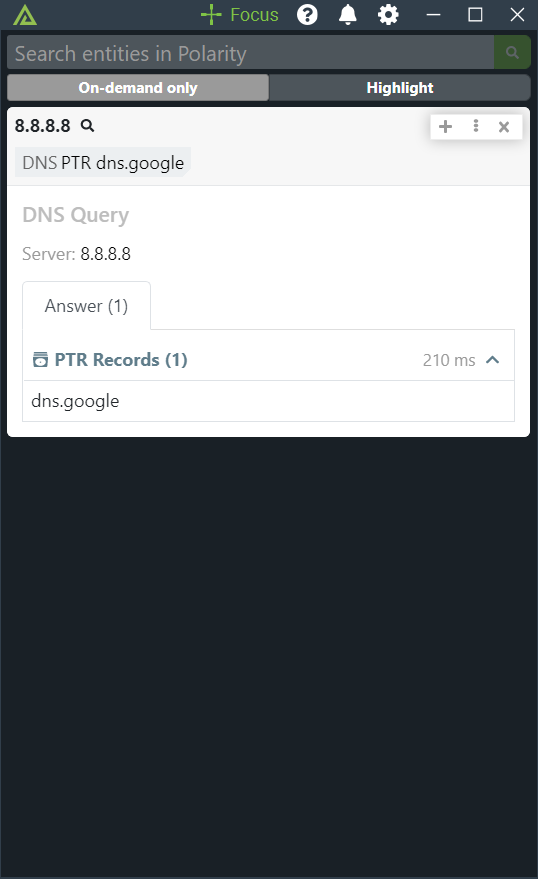 Focus
Search entities in Polarity
On-demand only Highlight
8.8.8.8
DNS PTR dns.google
DNS Query
Server: 8.8.8.8
Answer (1)
PTR Records (1) 210 ms
dns.google